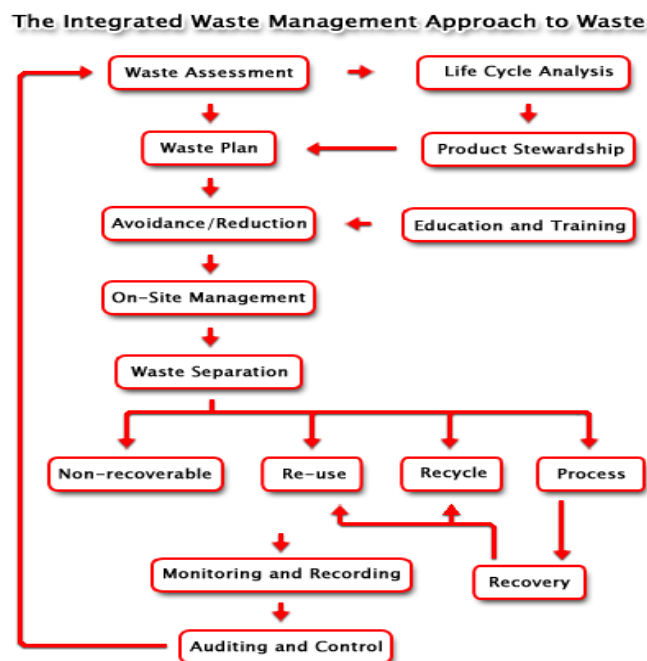 The Integrated Waste Management Approach to Waste
Waste Assessment
Life Cycle Analysis
Waste Plan
Product Stewardship
Avoidance/Reduction
Education and Training
On-Site Management
Waste Separation
Non-recoverable
Re-use
Recycle
Process
Monitoring and Recording
Recovery
Auditing and Control